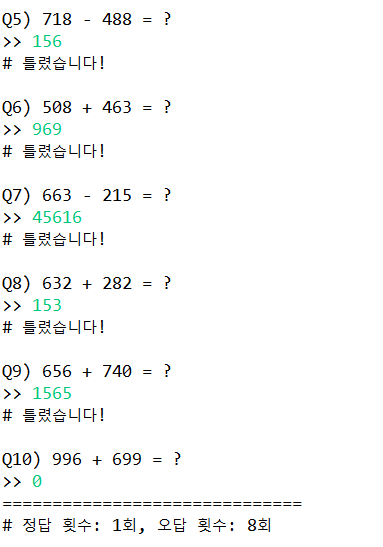 Q5) 718 - 488 = ?
>> 156
# 틀렸습니다!
Q6) 508 + 463 = ?
>> 969
# 틀렸습니다!
Q7) 663 - 215 = ?
>> 45616
# 틀렸습니다!
Q8) 632 + 282 = ?
>> 153
# 틀렸습니다!
Q9) 656 + 740 = ?
>> 1565
# 틀렸습니다!
Q10) 996 + 699 = ?
>> 0
==============================
# 정답 횟수: 1회, 오답 횟수: 8회